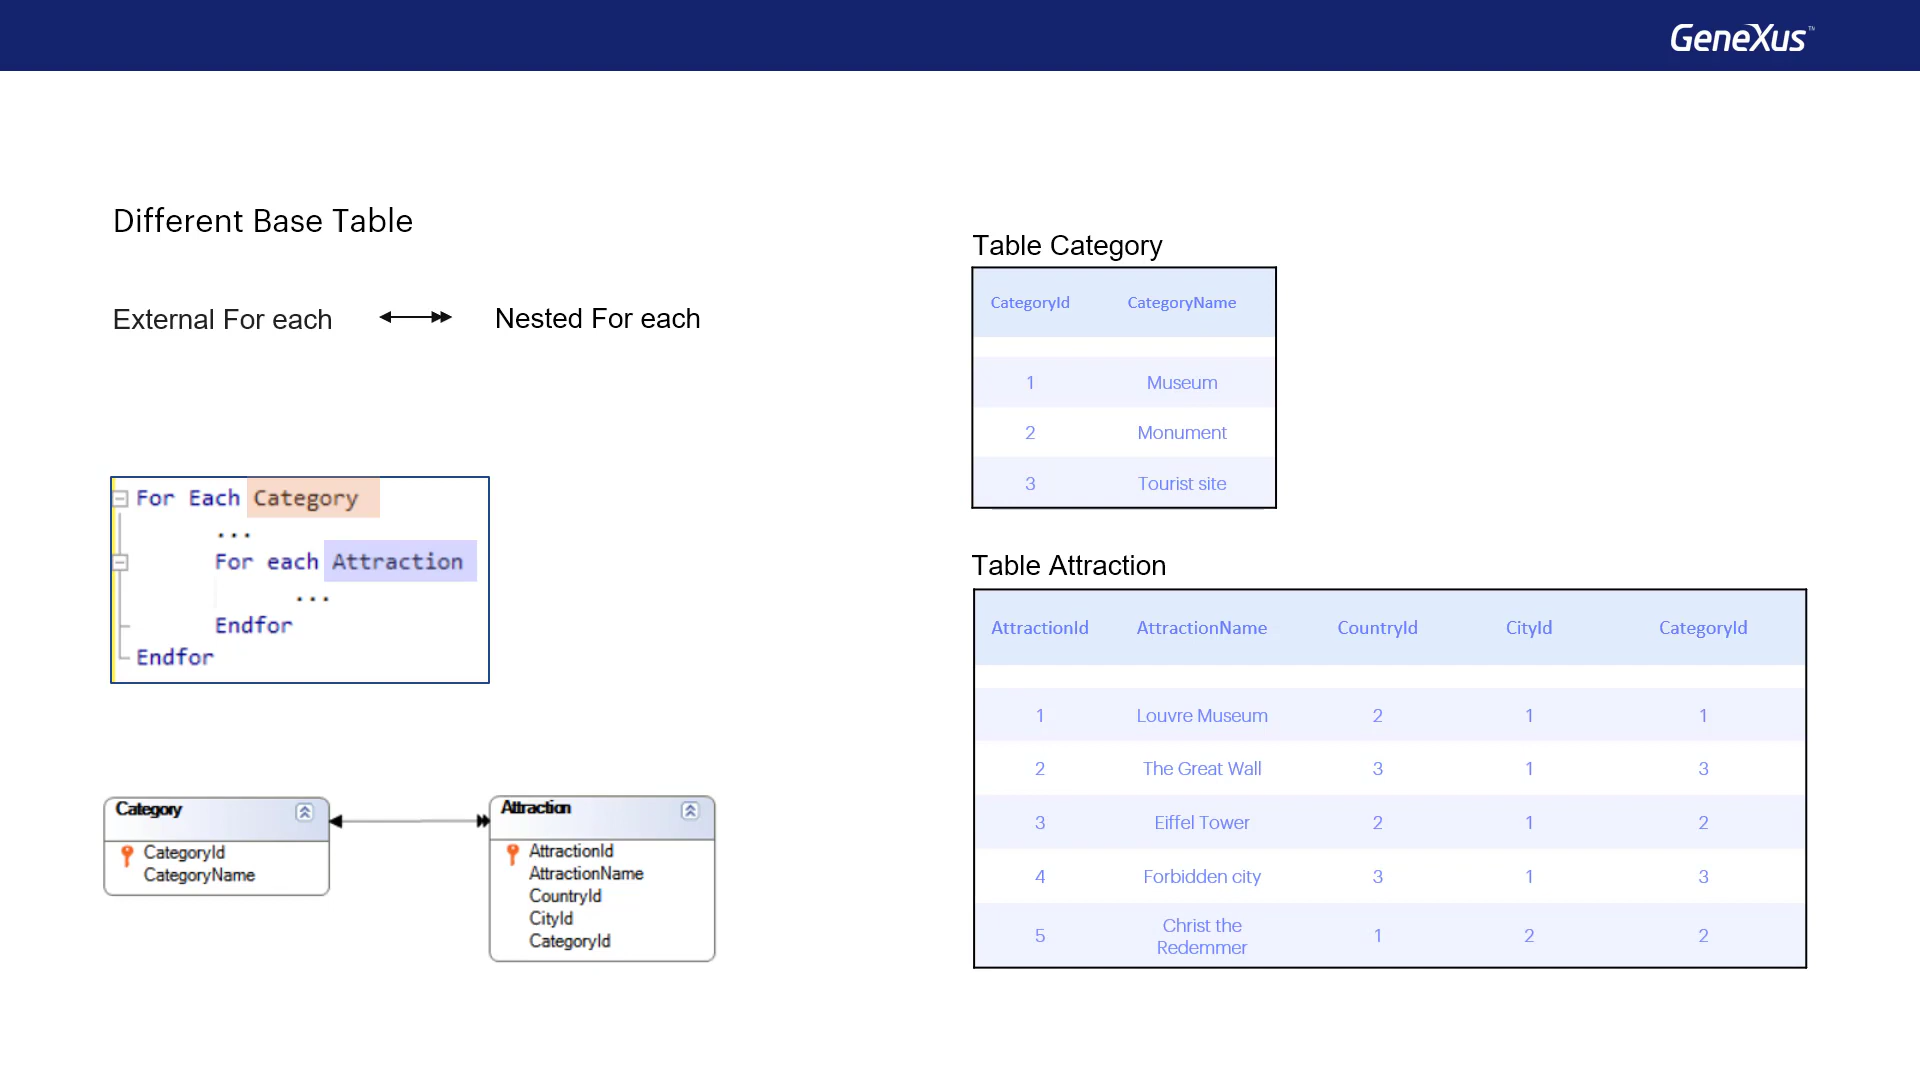 GeneXus™
Different Base Table
External For each
Nested For each
For Each Category
...
For each Attraction
...
Endfor
Endfor
Category
CategoryId
CategoryName
Attraction
AttractionId
AttractionName
CountryId
CityId
CategoryId
Table Category
CategoryId CategoryName
1 Museum
2 Monument
3 Tourist site
Table Attraction
AttractionId AttractionName CountryId CityId CategoryId
1 Louvre Museum 2 1 1
2 The Great Wall 3 1 3
3 Eiffel Tower 2 1 2
4 Forbidden city 3 1 3
5 Christ the
Redemmer 1 2 2